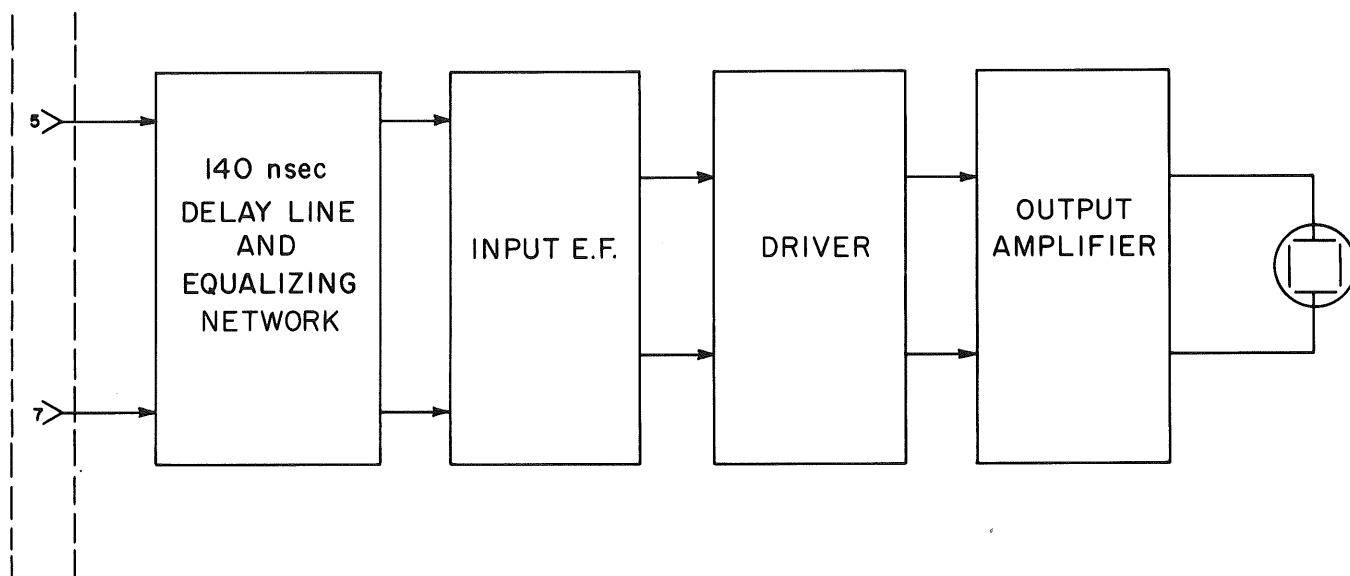 5
7
140 nsec
DELAY LINE
AND
EQUALIZING
NETWORK
INPUT E.F.
DRIVER
OUTPUT
AMPLIFIER